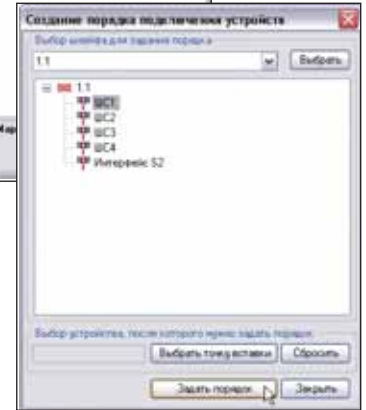 Создание порядка подключения устройств
Выбор шлейфа для задания порядка
1.1
Выбрать
1.1
ШС1
ШС2
ШС3
ШС4
Интерфейс S2
Выбор устройства, после которого нужно задать порядок
Выбрать точку вставки
Сбросить
Задать порядок
Закрыть